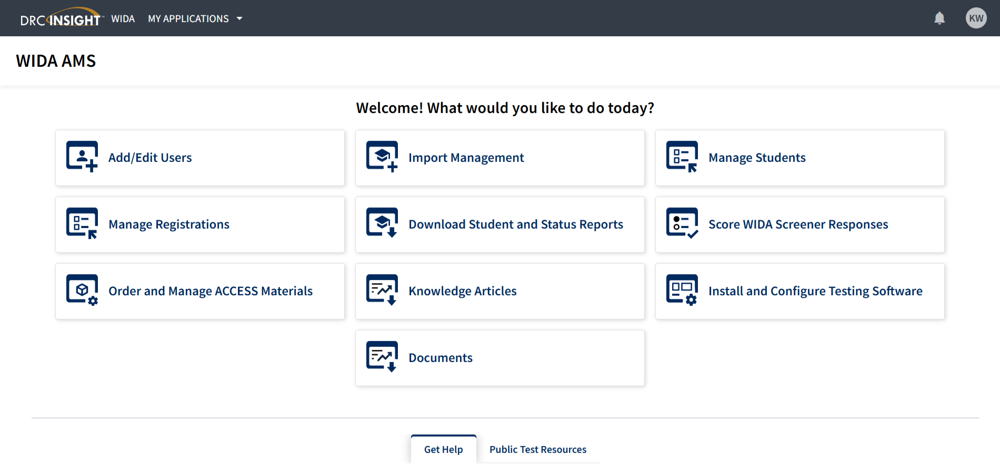 DRC INSIGHT™ WIDA MY APPLICATIONS KW
WIDA AMS
Welcome! What would you like to do today?
Add/Edit Users
Import Management
Manage Students
Manage Registrations
Download Student and Status Reports
Score WIDA Screener Responses
Order and Manage ACCESS Materials
Knowledge Articles
Install and Configure Testing Software
Documents
Get Help
Public Test Resources